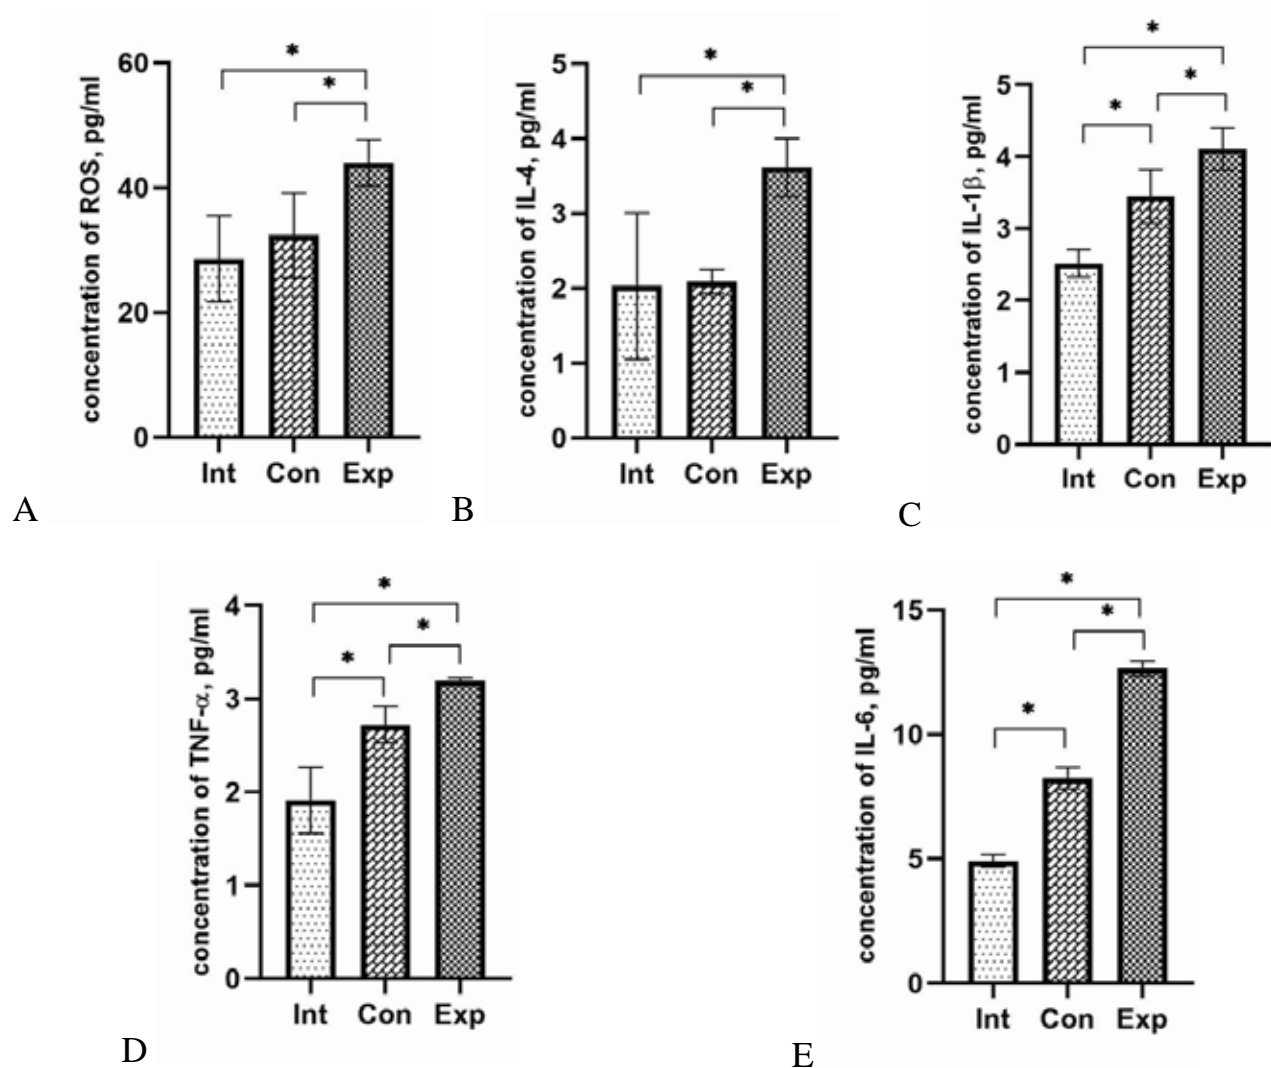 *
*
60
40
20
0
concentration of ROS, pg/ml
Int Con Exp
A
*
*
5
4
3
2
1
0
concentration of IL-4, pg/ml
Int Con Exp
B
*
*
*
5
4
3
2
1
0
concentration of IL-1β, pg/ml
Int Con Exp
C
*
*
*
4
3
2
1
0
concentration of TNF-α, pg/ml
Int Con Exp
D
*
*
*
15
10
5
0
concentration of IL-6, pg/ml
Int Con Exp
E